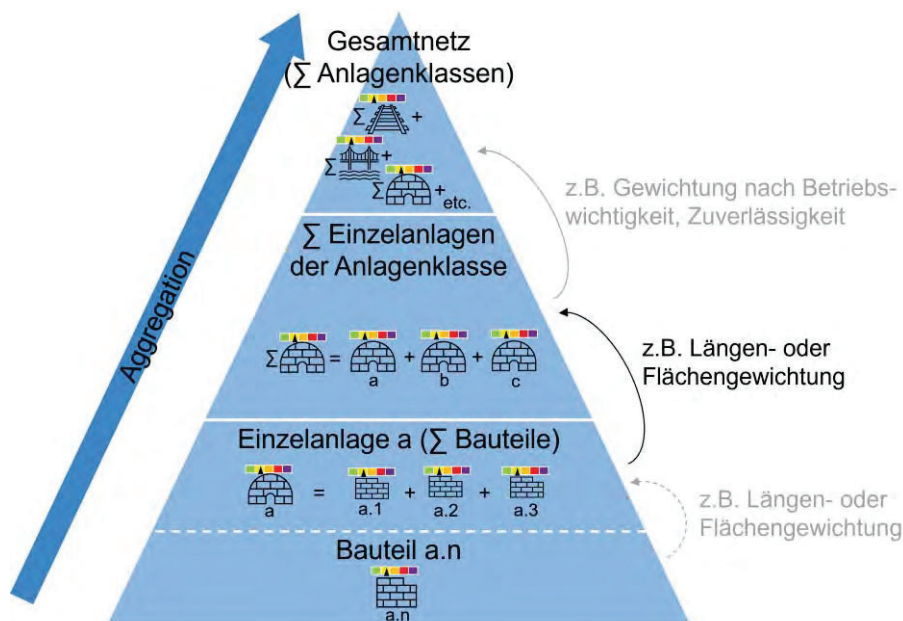 Gesamtnetz
(∑ Anlagenklassen)
∑ +
∑ +
∑ +
etc.
z.B. Gewichtung nach Betriebs-
wichtigkeit, Zuverlässigkeit
∑ Einzelanlagen
der Anlagenklasse
Aggregation
∑ = + +
a b c
z.B. Längen- oder
Flächengewichtung
Einzelanlage a (∑ Bauteile)
= + +
a a.1 a.2 a.3
z.B. Längen- oder
Flächengewichtung
Bauteil a.n
a.n